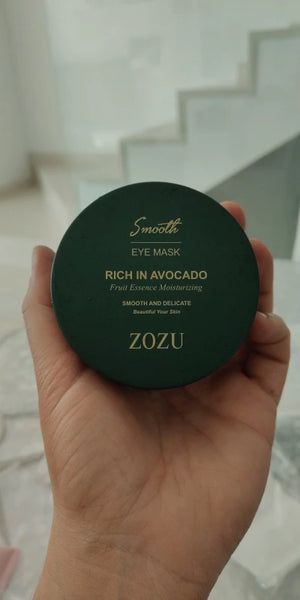 Smooth
EYE MASK
RICH IN AVOCADO
Fruit Essence Moisturizing
SMOOTH AND DELICATE
Beautiful Your Skin
ZOZU